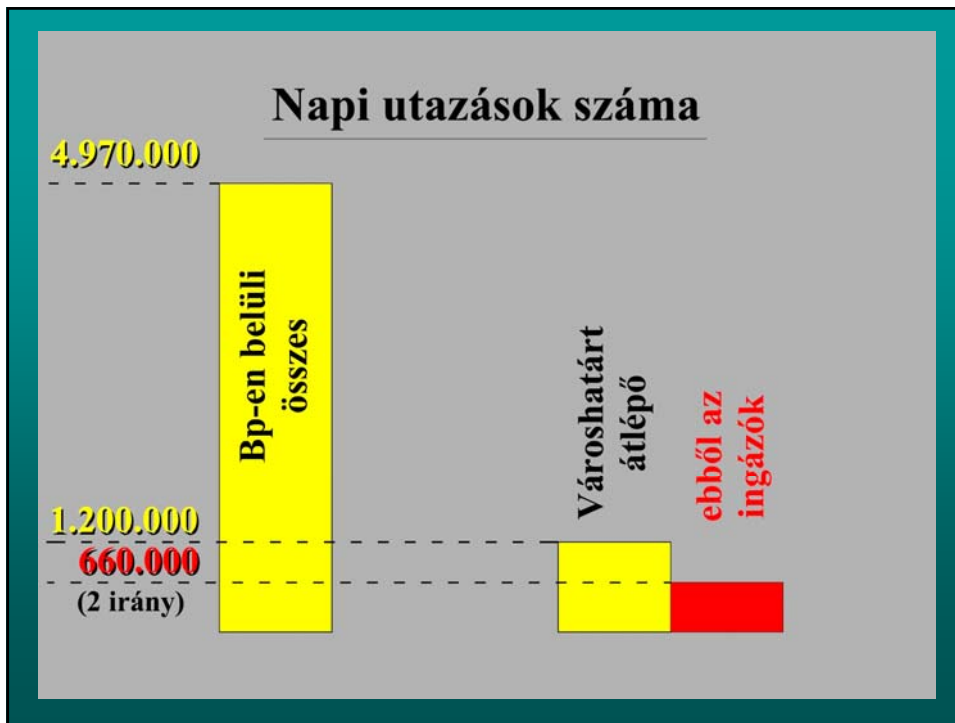 Napi utazások száma
4.970.000
Bp-en belüli
összes
Városhatárt
átlépő
ebből az
ingázók
1.200.000
660.000
(2 irány)